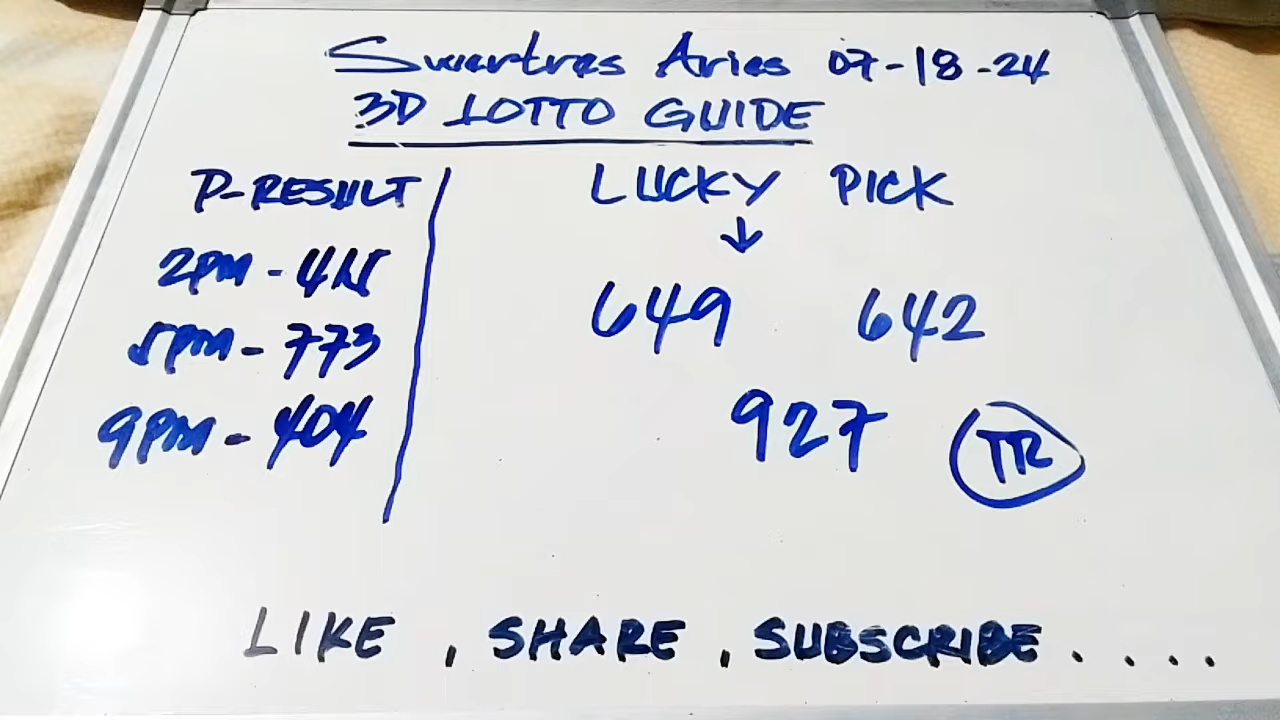 Swertres Aries 07-18-24
3D LOTTO GUIDE
P-RESULT
2PM -
5PM - 773
9PM - 404
LUCKY PICK
↓
649 642
927 TR
LIKE , SHARE , SUBSCRIBE . . . .